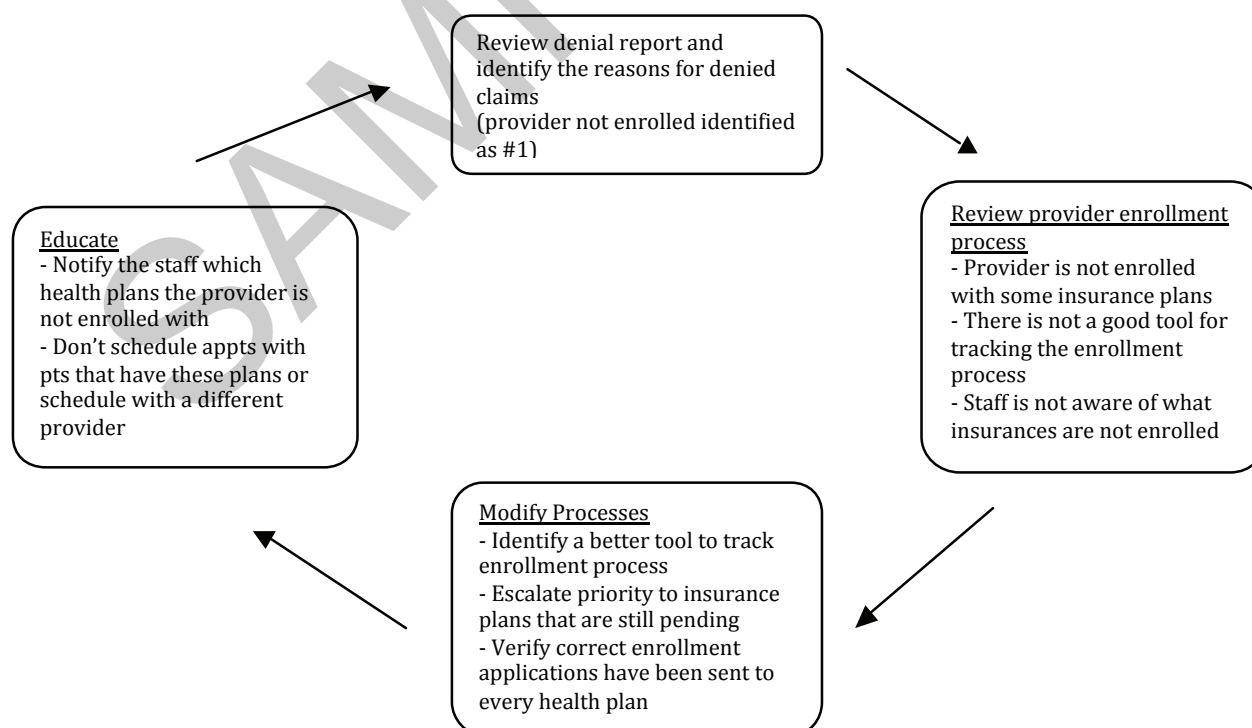 Review denial report and
identify the reasons for denied
claims
(provider not enrolled identified
as #1)
Review provider enrollment
process
- Provider is not enrolled
with some insurance plans
- There is not a good tool for
tracking the enrollment
process
- Staff is not aware of what
insurances are not enrolled
Modify Processes
- Identify a better tool to track
enrollment process
- Escalate priority to insurance
plans that are still pending
- Verify correct enrollment
applications have been sent to
every health plan
Educate
- Notify the staff which
health plans the provider is
not enrolled with
- Don’t schedule appts with
pts that have these plans or
schedule with a different
provider